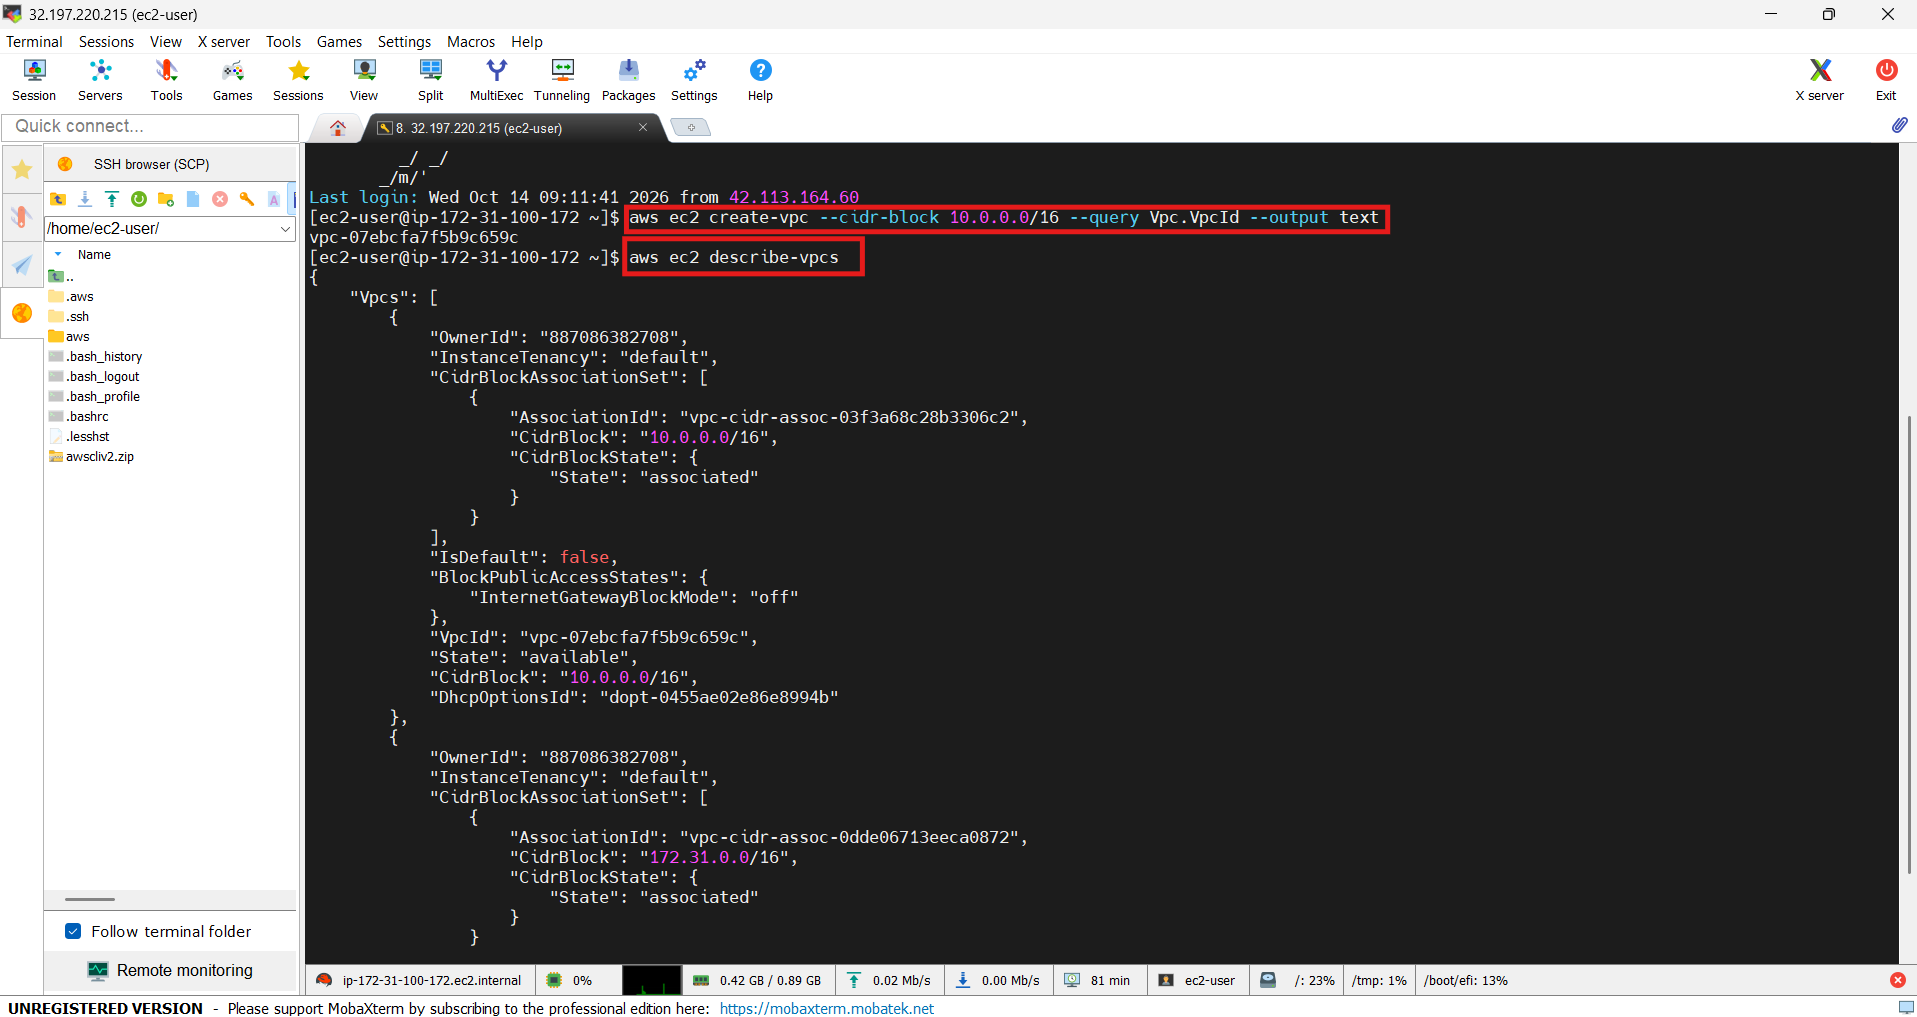 32.197.220.215 (ec2-user)
Terminal Sessions View X server Tools Games Settings Macros Help
Session Servers Tools Games Sessions View Split MultiExec Tunneling Packages Settings Help X server Exit
Quick connect...
8. 32.197.220.215 (ec2-user)
SSH browser (SCP)
/home/ec2-user/
Name
..
.aws
.ssh
aws
.bash_history
.bash_logout
.bash_profile
.bashrc
.lesshst
awscliv2.zip
Follow terminal folder
Remote monitoring
_/ _/
_/m/'
Last login: Wed Oct 14 09:11:41 2026 from 42.113.164.60
[ec2-user@ip-172-31-100-172 ~]$ aws ec2 create-vpc --cidr-block 10.0.0.0/16 --query Vpc.VpcId --output text
vpc-07ebcfa7f5b9c659c
[ec2-user@ip-172-31-100-172 ~]$ aws ec2 describe-vpcs
{
"Vpcs": [
{
"OwnerId": "887086382708",
"InstanceTenancy": "default",
"CidrBlockAssociationSet": [
{
"AssociationId": "vpc-cidr-assoc-03f3a68c28b3306c2",
"CidrBlock": "10.0.0.0/16",
"CidrBlockState": {
"State": "associated"
}
}
],
"IsDefault": false,
"BlockPublicAccessStates": {
"InternetGatewayBlockMode": "off"
},
"VpcId": "vpc-07ebcfa7f5b9c659c",
"State": "available",
"CidrBlock": "10.0.0.0/16",
"DhcpOptionsId": "dopt-0455ae02e86e8994b"
},
{
"OwnerId": "887086382708",
"InstanceTenancy": "default",
"CidrBlockAssociationSet": [
{
"AssociationId": "vpc-cidr-assoc-0dde06713eeca0872",
"CidrBlock": "172.31.0.0/16",
"CidrBlockState": {
"State": "associated"
}
}
ip-172-31-100-172.ec2.internal 0% 0.42 GB / 0.89 GB 0.02 Mb/s 0.00 Mb/s 81 min ec2-user /: 23% /tmp: 1% /boot/efi: 13%
UNREGISTERED VERSION - Please support MobaXterm by subscribing to the professional edition here: https://mobaxterm.mobatek.net